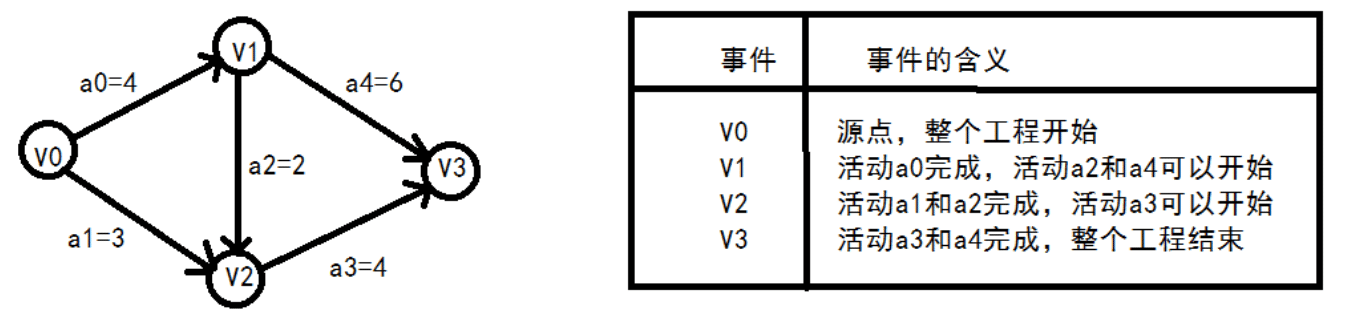 V1
a0=4
a4=6
V0
a2=2
V3
a1=3
V2
a3=4
事件 事件的含义
V0 源点，整个工程开始
V1 活动a0完成，活动a2和a4可以开始
V2 活动a1和a2完成，活动a3可以开始
V3 活动a3和a4完成，整个工程结束